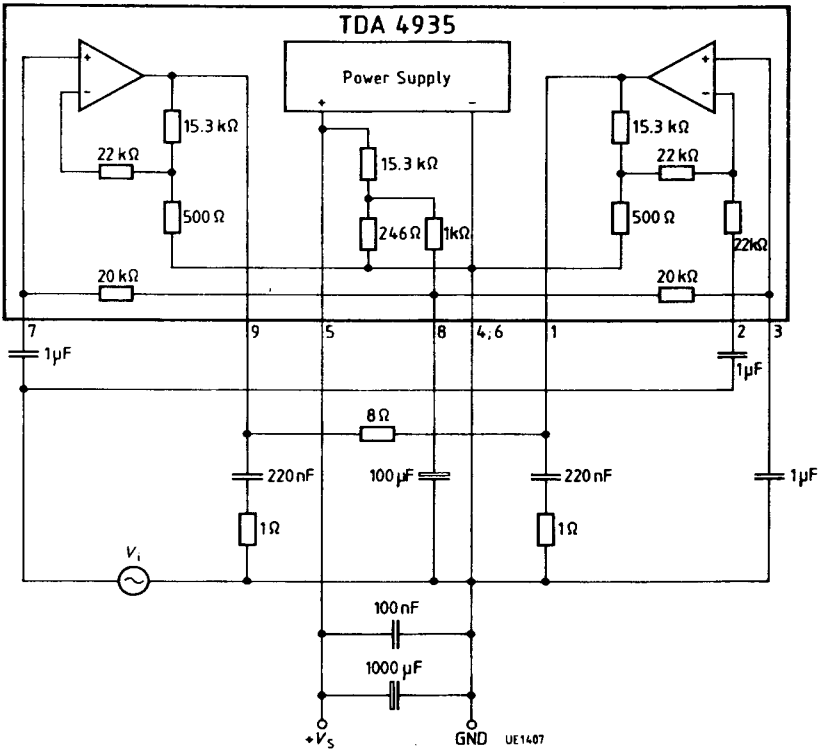 TDA 4935
Power Supply
+
-
+
-
+
-
15.3 kΩ
22 kΩ
500 Ω
15.3 kΩ
246 Ω
1kΩ
15.3 kΩ
22 kΩ
500 Ω
22kΩ
20 kΩ
20 kΩ
7
9
5
8
4; 6
1
2
3
1µF
1µF
8Ω
220 nF
100 µF
220 nF
1µF
1Ω
1Ω
Vi
100 nF
1000 µF
+VS
GND
UE1407